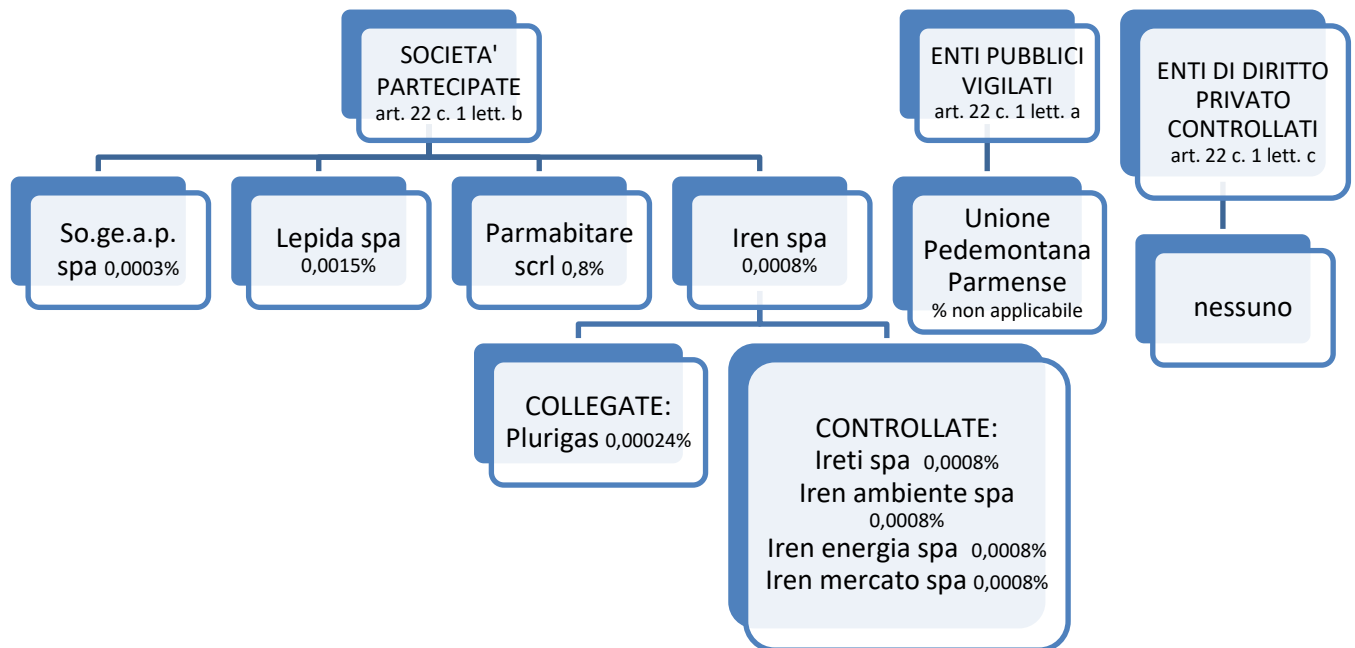 SOCIETA'
PARTECIPATE
art. 22 c. 1 lett. b
ENTI PUBBLICI
VIGILATI
art. 22 c. 1 lett. a
ENTI DI DIRITTO
PRIVATO
CONTROLLATI
art. 22 c. 1 lett. c
So.ge.a.p.
spa 0,0003%
Lepida spa
0,0015%
Parmabitare
scrl 0,8%
Iren spa
0,0008%
Unione
Pedemontana
Parmense
% non applicabile
nessuno
COLLEGATE:
Plurigas 0,00024%
CONTROLLATE:
Ireti spa 0,0008%
Iren ambiente spa
0,0008%
Iren energia spa 0,0008%
Iren mercato spa 0,0008%